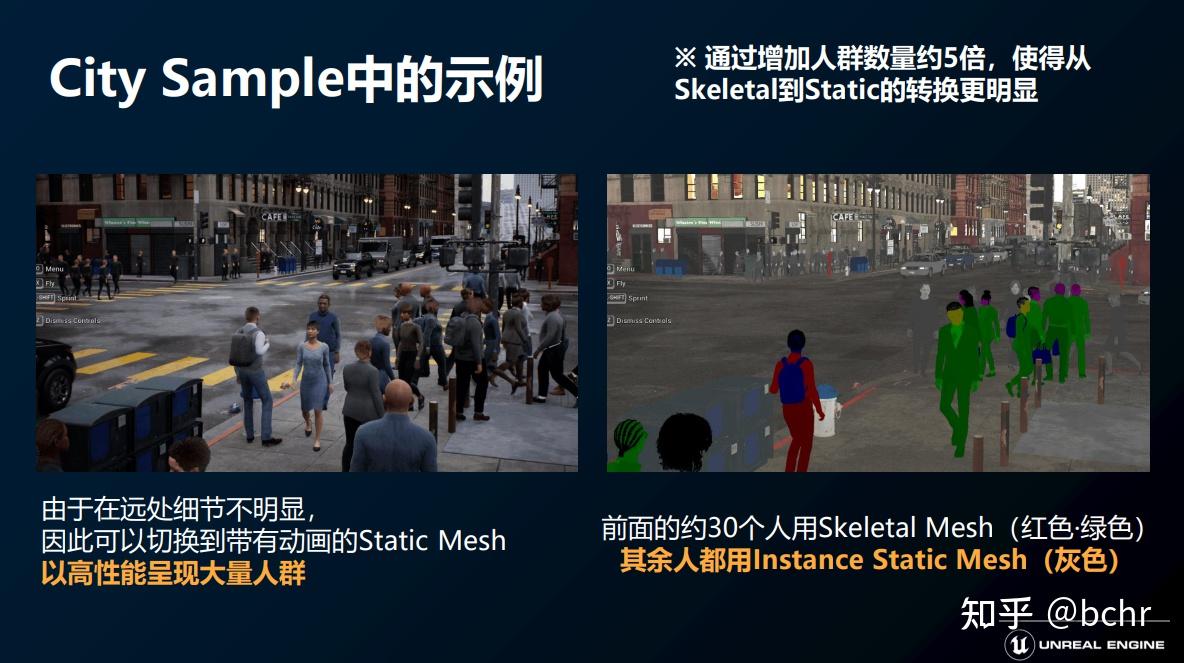 City Sample中的示例
※ 通过增加人群数量约5倍，使得从
Skeletal到Static的转换更明显
CAFE
Menu
Fly
SHIFT Sprint
Dismiss Controls
CAFE
Menu
Fly
SHIFT Sprint
Dismiss Controls
由于在远处细节不明显，
因此可以切换到带有动画的Static Mesh
以高性能呈现大量人群
前面的约30个人用Skeletal Mesh（红色·绿色）
其余人都用Instance Static Mesh（灰色）
知乎 @bchr
UNREAL ENGINE